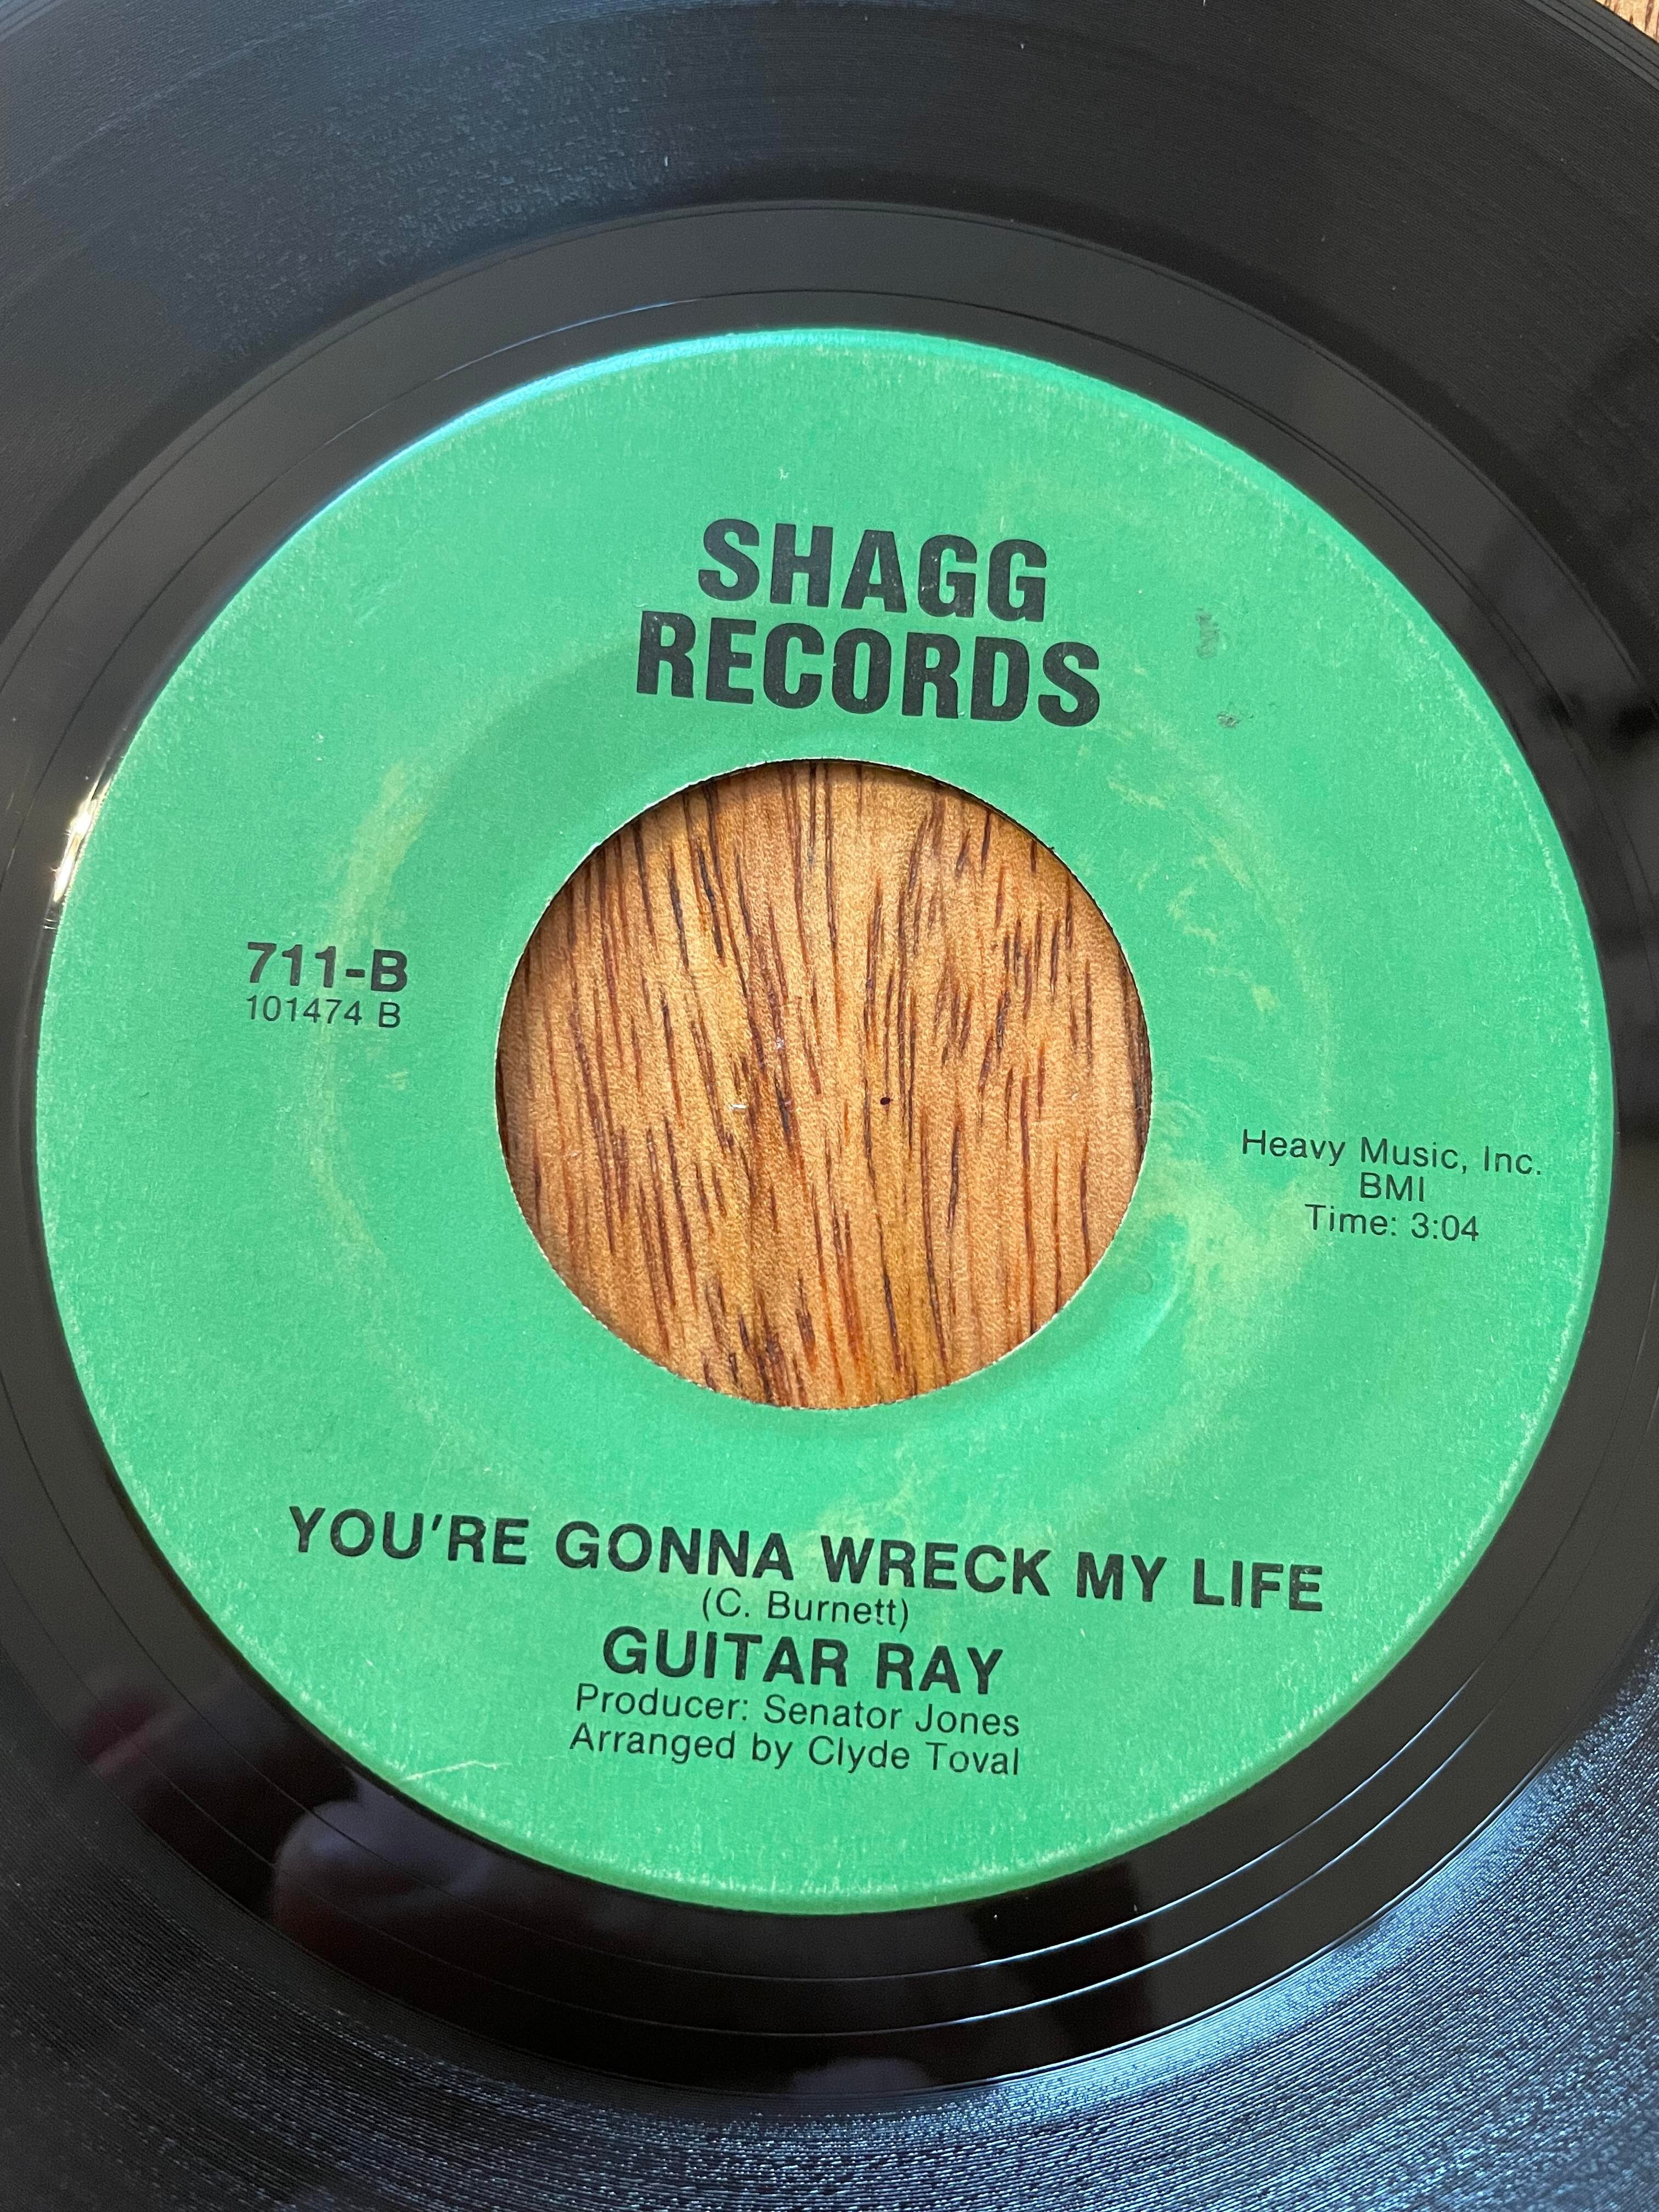 SHAGG
RECORDS
711-B
101474 B
Heavy Music, Inc.
BMI
Time: 3:04
YOU'RE GONNA WRECK MY LIFE
(C. Burnett)
GUITAR RAY
Producer: Senator Jones
Arranged by Clyde Toval